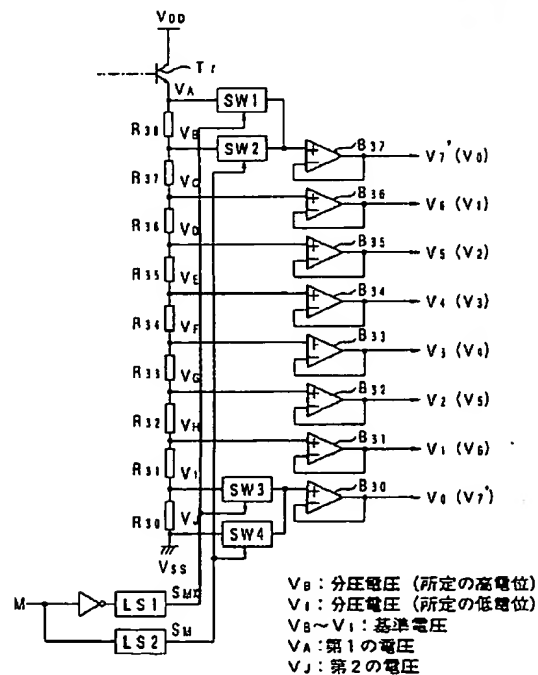 VDD
Tr
VA
SW1
R38
VB
SW2
B37
V7'(V0)
R37
VC
B36
V6 (V1)
R36
VD
B35
V5 (V2)
R35
VE
B34
V4 (V3)
R34
VF
B33
V3 (V4)
R33
VG
B32
V2 (V5)
R32
VH
B31
V1 (V6)
R31
VI
SW3
B30
V0 (V7')
R30
VJ
SW4
VSS
M
LS1
LS2
SM
VB:分圧電圧 (所定の高電位)
VI:分圧電圧 (所定の低電位)
VB~VI:基準電圧
VA:第1の電圧
VJ:第2の電圧